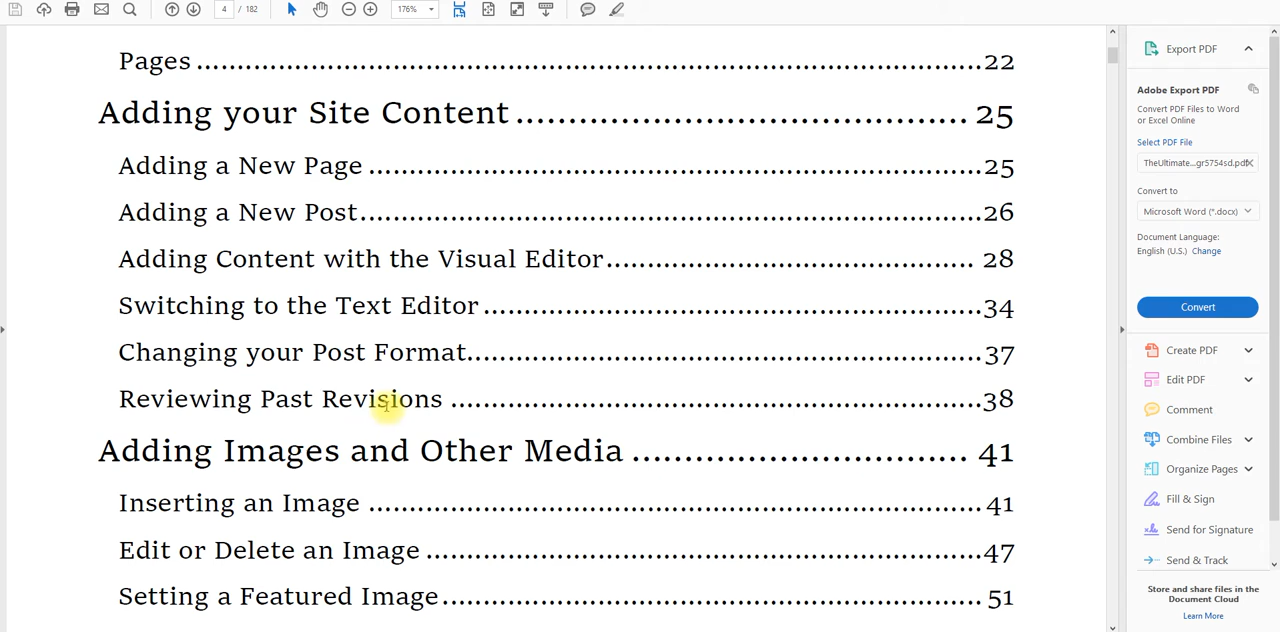 4 / 182
176%
Pages ........................................................................ 22
Adding your Site Content ........................................ 25
Adding a New Page ................................................................ 25
Adding a New Post ................................................................ 26
Adding Content with the Visual Editor ........................................ 28
Switching to the Text Editor .................................................... 34
Changing your Post Format ...................................................... 37
Reviewing Past Revisions ........................................................ 38
Adding Images and Other Media .............................. 41
Inserting an Image ................................................................ 41
Edit or Delete an Image .......................................................... 47
Setting a Featured Image ........................................................ 51
Export PDF
Adobe Export PDF
Convert PDF Files to Word
or Excel Online
Select PDF File
TheUltimate...gr5754sd.pdf
Convert to
Microsoft Word (*.docx)
Document Language:
English (U.S.) Change
Convert
Create PDF
Edit PDF
Comment
Combine Files
Organize Pages
Fill & Sign
Send for Signature
Send & Track
Store and share files in the
Document Cloud
Learn More